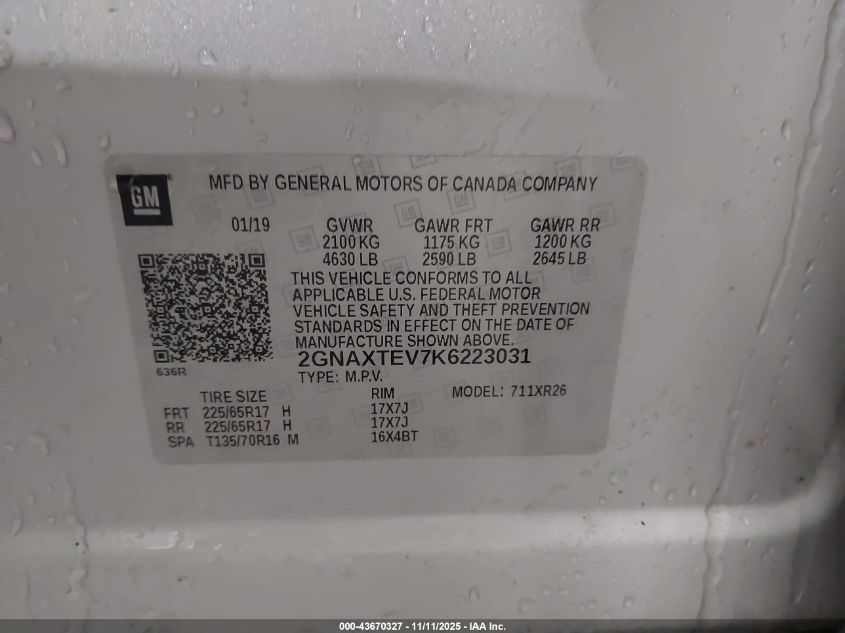 GM
MFD BY GENERAL MOTORS OF CANADA COMPANY
01/19 GVWR GAWR FRT GAWR RR
2100 KG 1175 KG 1200 KG
4630 LB 2590 LB 2645 LB
THIS VEHICLE CONFORMS TO ALL
APPLICABLE U.S. FEDERAL MOTOR
VEHICLE SAFETY AND THEFT PREVENTION
STANDARDS IN EFFECT ON THE DATE OF
MANUFACTURE SHOWN ABOVE.
2GNAXTEV7K6223031
636R
TYPE: M.P.V.
TIRE SIZE RIM MODEL: 711XR26
FRT 225/65R17 H 17X7J
RR 225/65R17 H 17X7J
SPA T135/70R16 M 16X4BT
000-43670327 - 11/11/2025 - IAA Inc.